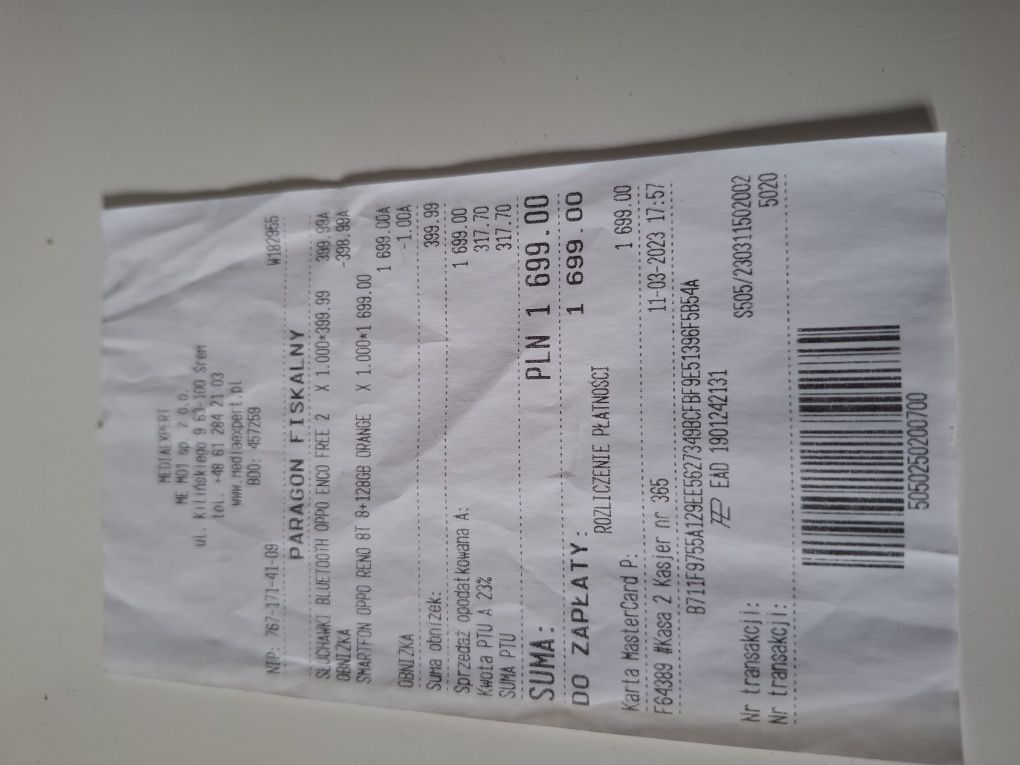 MEDIAEXPERT
ME M01 sp. z o.o.
ul. Kilińskiego 9 63-100 Śrem
tel. +48 61 284 21 03
www.mediaexpert.pl
BDO: 457259
NIP: 767-171-41-09 W182955
PARAGON FISKALNY
SŁUCHAWKI BLUETOOTH OPPO ENCO FREE 2 X 1.000*399.99 399.99A
OBNIŻKA -398.99A
SMARTFON OPPO RENO 8T 8+128GB ORANGE X 1.000*1 699.00
1 699.00A
OBNIŻKA -1.00A
Suma obniżek: 399.99
Sprzedaż opodatkowana A: 1 699.00
Kwota PTU A 23% 317.70
SUMA PTU 317.70
SUMA: PLN 1 699.00
DO ZAPŁATY: 1 699.00
ROZLICZENIE PŁATNOŚCI
Karta MasterCard P: 1 699.00
F64389 #Kasa 2 Kasjer nr 365 11-03-2023 17:57
B711F9755A129EE5627349BCFBF9E51396F5B54A
EAD 1901242131
Nr transakcji: S505/230311502002
Nr transakcji: 5020
50502502007​00